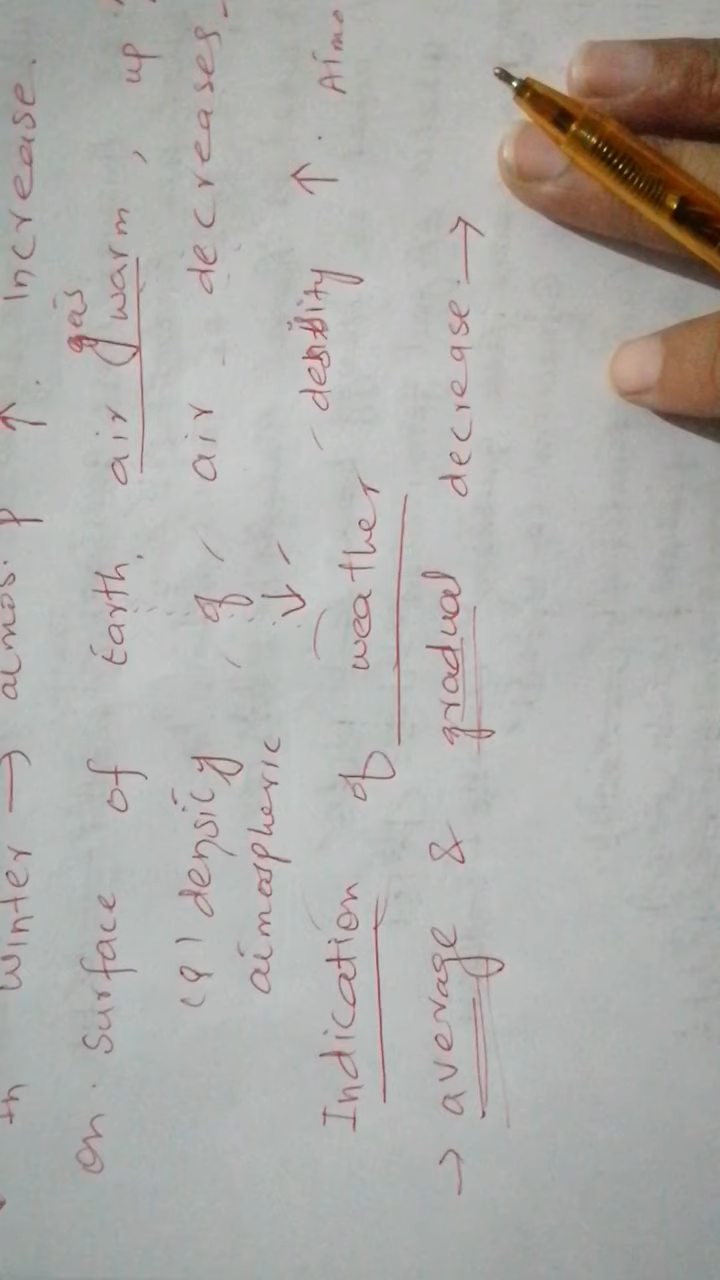 In Winter → atmos. P ↑. Increase.
on. Surface of Earth, air gas warm, up
(ρ) density, of, air decreases
atmospheric ↓, density ↑. Atmo
Indication of weather
→ average & gradual decrease. →